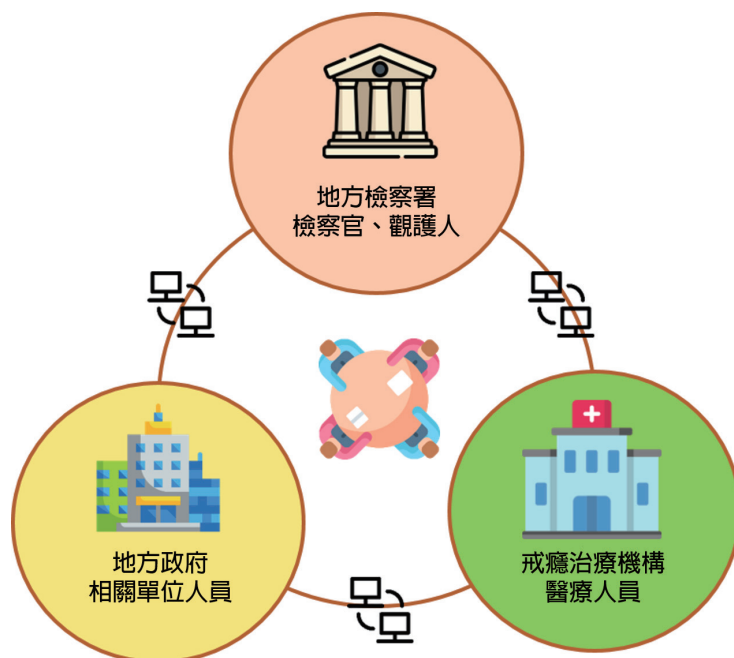 地方檢察署
檢察官、觀護人
地方政府
相關單位人員
戒癮治療機構
醫療人員